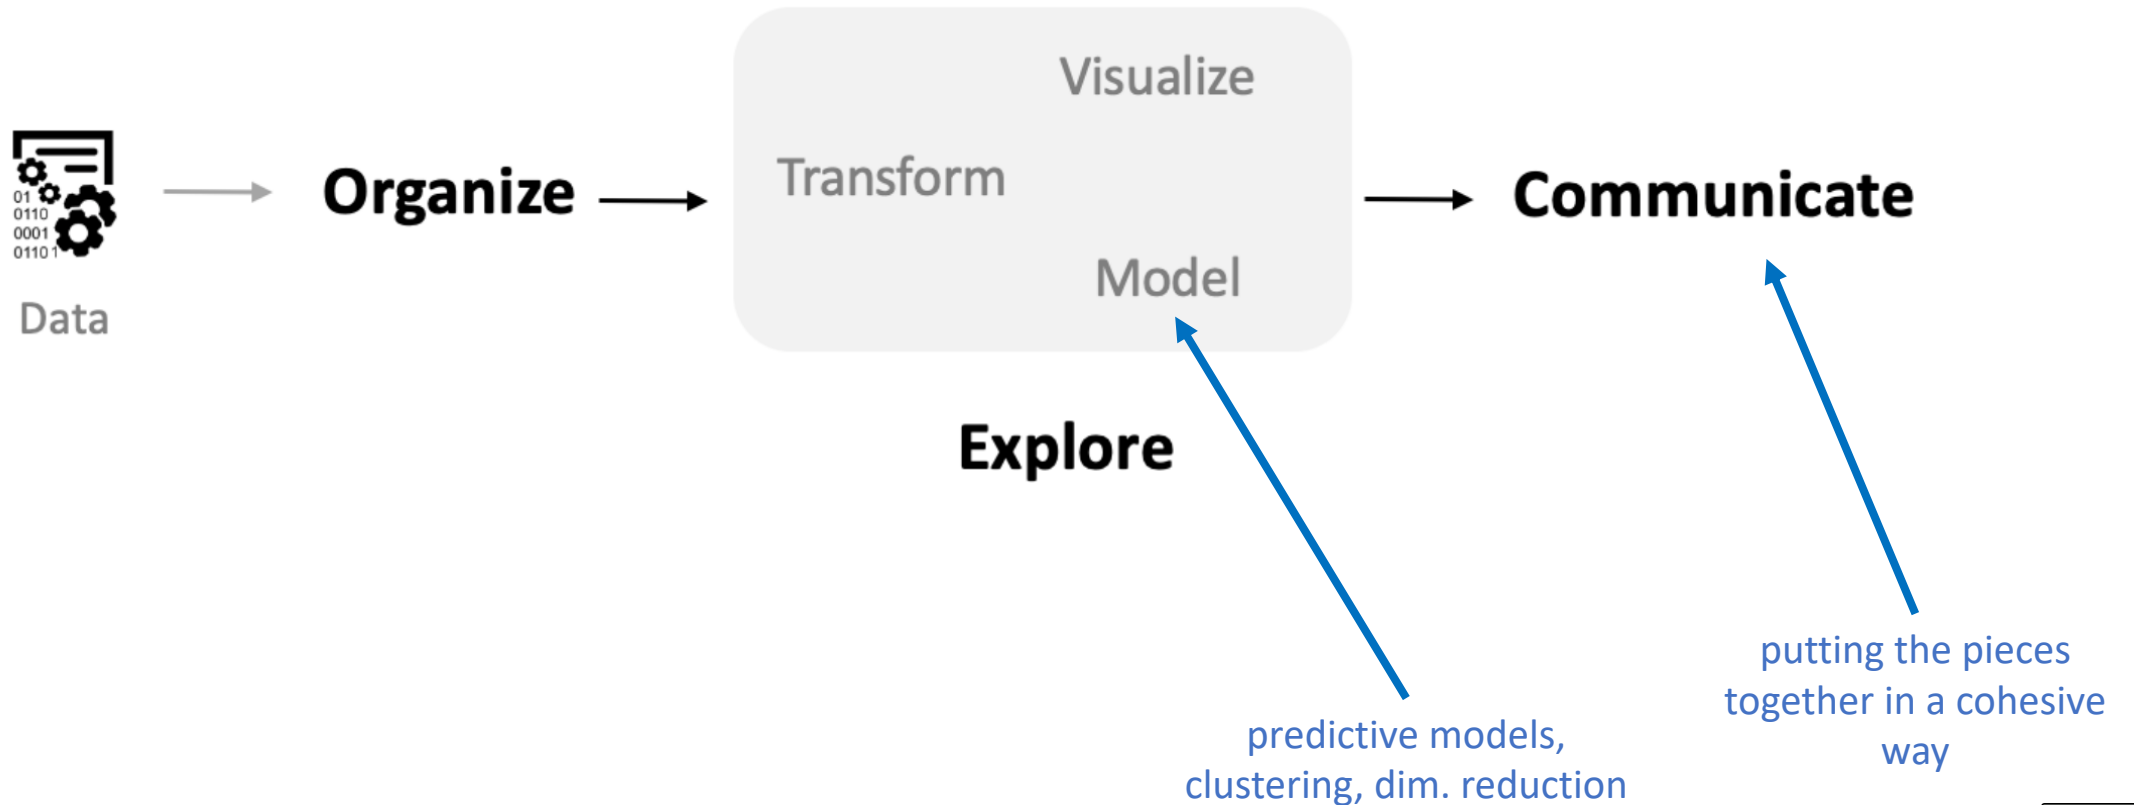 01
0110
0001
0110 1
Data
Organize
Visualize
Transform
Model
Explore
Communicate
predictive models,
clustering, dim. reduction
putting the pieces
together in a cohesive
way